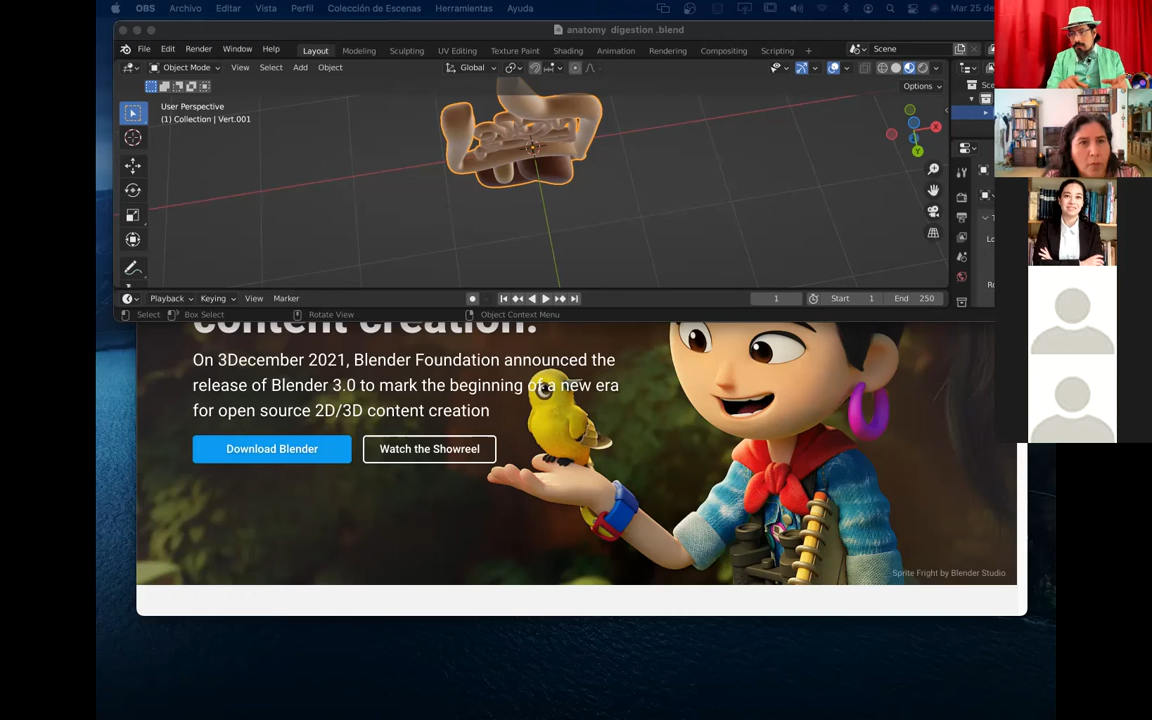 OBS Archivo Editar Vista Perfil Colección de Escenas Herramientas Ayuda Mar 25 de
anatomy digestion .blend
File Edit Render Window Help Layout Modeling Sculpting UV Editing Texture Paint Shading Animation Rendering Compositing Scripting + Scene
Object Mode View Select Add Object Global
Options
User Perspective
(1) Collection | Vert.001
X
Y
Playback Keying View Marker 1 Start 1 End 250
Select Box Select Rotate View Object Context Menu
content creation.
On 3December 2021, Blender Foundation announced the
release of Blender 3.0 to mark the beginning of a new era
for open source 2D/3D content creation
Download Blender Watch the Showreel
Sprite Fright by Blender Studio